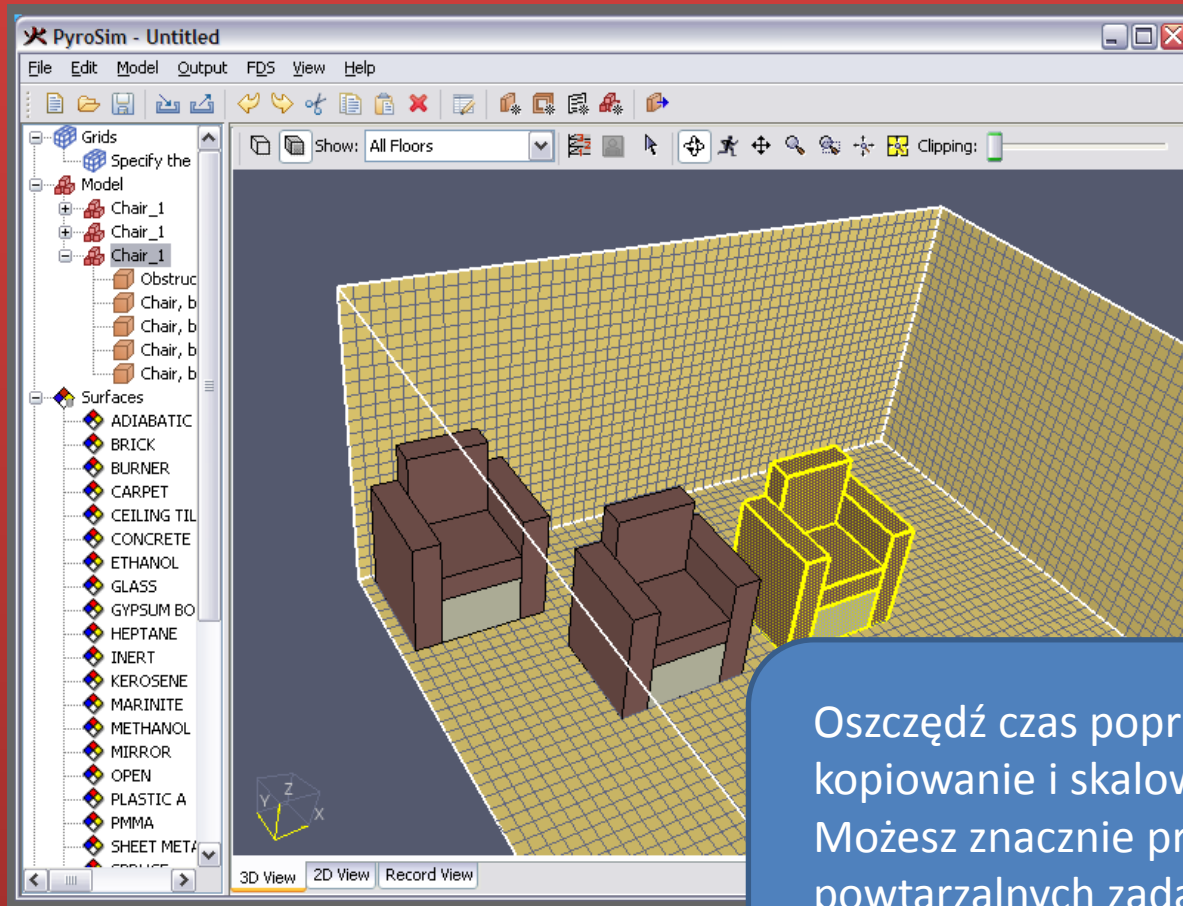 PyroSim - Untitled
File Edit Model Output FDS View Help
Show: All Floors Clipping:
Grids
Specify the
Model
Chair_1
Chair_1
Chair_1
Obstruc
Chair, b
Chair, b
Chair, b
Chair, b
Surfaces
ADIABATIC
BRICK
BURNER
CARPET
CEILING TIL
CONCRETE
ETHANOL
GLASS
GYPSUM BO
HEPTANE
INERT
KEROSENE
MARINITE
METHANOL
MIRROR
OPEN
PLASTIC A
PMMA
SHEET META
Z
Y
X
3D View 2D View Record View
Oszczędź czas popr
kopiowanie i skalow
Możesz znacznie pr
powtarzalnych zada